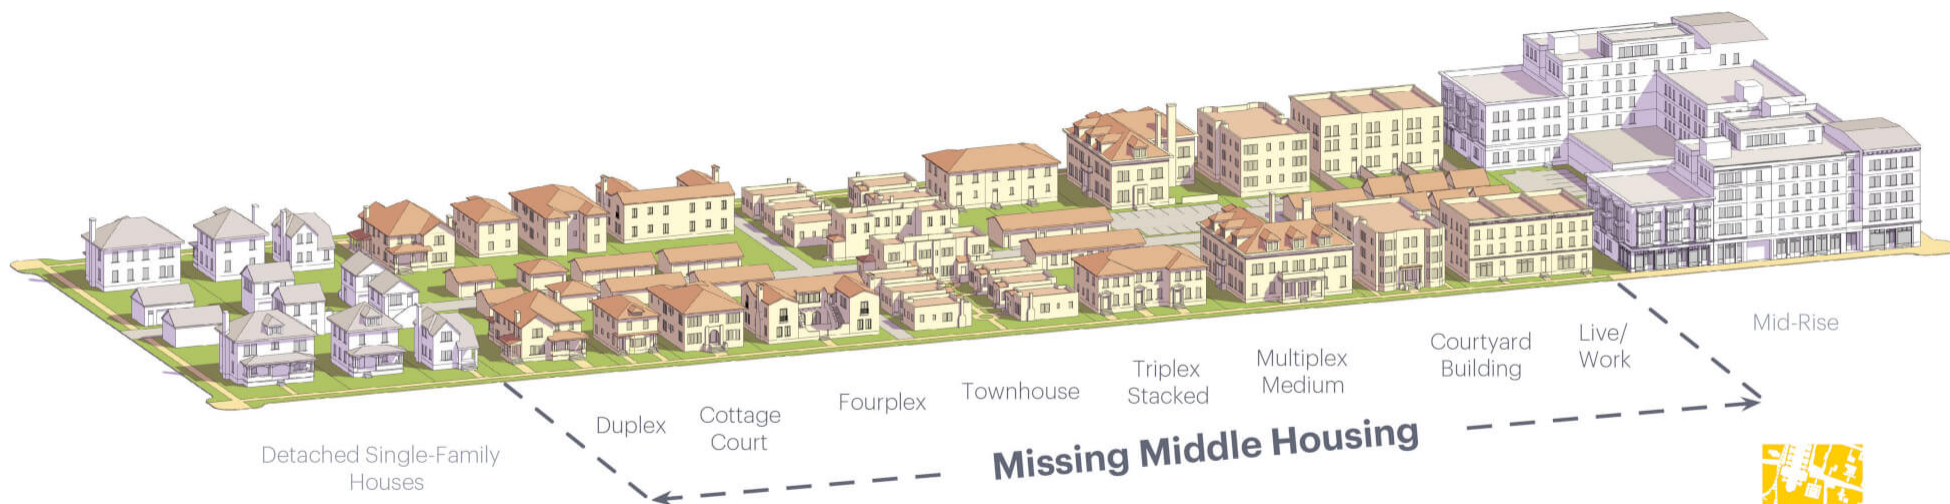 Detached Single-Family
Houses
Duplex
Cottage
Court
Fourplex
Townhouse
Triplex
Stacked
Multiplex
Medium
Courtyard
Building
Live/
Work
Mid-Rise
Missing Middle Housing